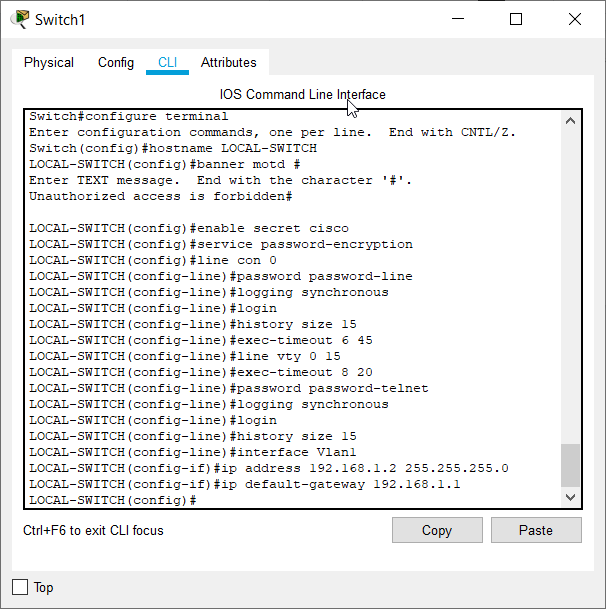 Switch1
Physical Config CLI Attributes
IOS Command Line Interface
Switch#configure terminal
Enter configuration commands, one per line.  End with CNTL/Z.
Switch(config)#hostname LOCAL-SWITCH
LOCAL-SWITCH(config)#banner motd #
Enter TEXT message.  End with the character '#'.
Unauthorized access is forbidden#

LOCAL-SWITCH(config)#enable secret cisco
LOCAL-SWITCH(config)#service password-encryption
LOCAL-SWITCH(config)#line con 0
LOCAL-SWITCH(config-line)#password password-line
LOCAL-SWITCH(config-line)#logging synchronous
LOCAL-SWITCH(config-line)#login
LOCAL-SWITCH(config-line)#history size 15
LOCAL-SWITCH(config-line)#exec-timeout 6 45
LOCAL-SWITCH(config-line)#line vty 0 15
LOCAL-SWITCH(config-line)#exec-timeout 8 20
LOCAL-SWITCH(config-line)#password password-telnet
LOCAL-SWITCH(config-line)#logging synchronous
LOCAL-SWITCH(config-line)#login
LOCAL-SWITCH(config-line)#history size 15
LOCAL-SWITCH(config-line)#interface Vlan1
LOCAL-SWITCH(config-if)#ip address 192.168.1.2 255.255.255.0
LOCAL-SWITCH(config-if)#ip default-gateway 192.168.1.1
LOCAL-SWITCH(config)#
Ctrl+F6 to exit CLI focus
Copy Paste
Top